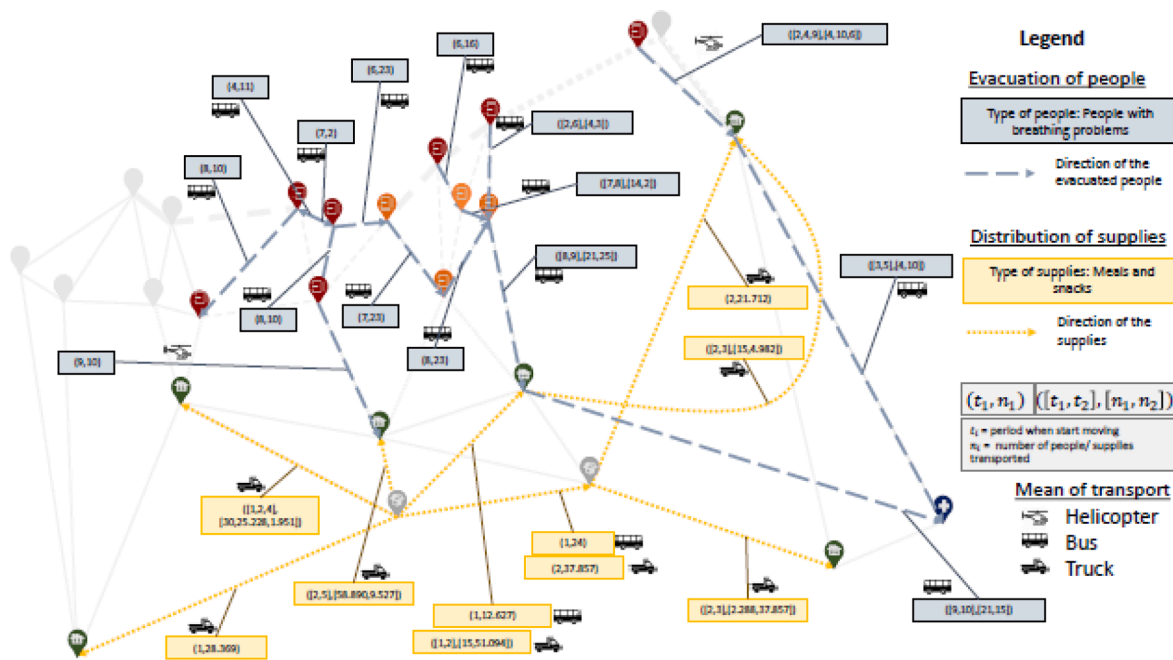 (6,16)
([2,4,9],[4,10,6])
Legend
(6,23)
Evacuation of people
(4,11)
([2,6],[4,3])
Type of people: People with
breathing problems
(7,2)
(8,10)
([7,8],[14,2])
Direction of the
evacuated people
Distribution of supplies
([8,9],[21,25])
([3,5],[4,10])
Type of supplies: Meals and
snacks
(2,21.712)
(8,10)
(7,23)
Direction of the
supplies
(9,10)
(8,23)
([2,3],[15,4.982])
(t₁, n₁)
([t₁, t₂], [n₁, n₂])
tᵢ = period when start moving
nᵢ = number of people/ supplies
transported
Mean of transport
Helicopter
Bus
Truck
([1,2,4],
[30,25.228,1.951])
(1,24)
(2,37.857)
([2,5],[58.890,9.527])
(1,12.627)
([2,3],[2.288,37.857])
([9,10],[21,15])
(1,28.369)
([1,2],[15,51.094])